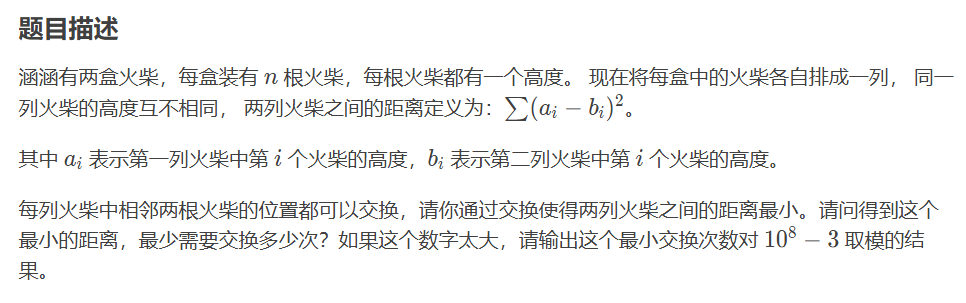 题目描述
涵涵有两盒火柴，每盒装有 n 根火柴，每根火柴都有一个高度。 现在将每盒中的火柴各自排成一列， 同一
列火柴的高度互不相同， 两列火柴之间的距离定义为：∑(aᵢ − bᵢ)²。
其中 aᵢ 表示第一列火柴中第 i 个火柴的高度，bᵢ 表示第二列火柴中第 i 个火柴的高度。
每列火柴中相邻两根火柴的位置都可以交换，请你通过交换使得两列火柴之间的距离最小。请问得到这个
最小的距离，最少需要交换多少次？如果这个数字太大，请输出这个最小交换次数对 10⁸ − 3 取模的结
果。